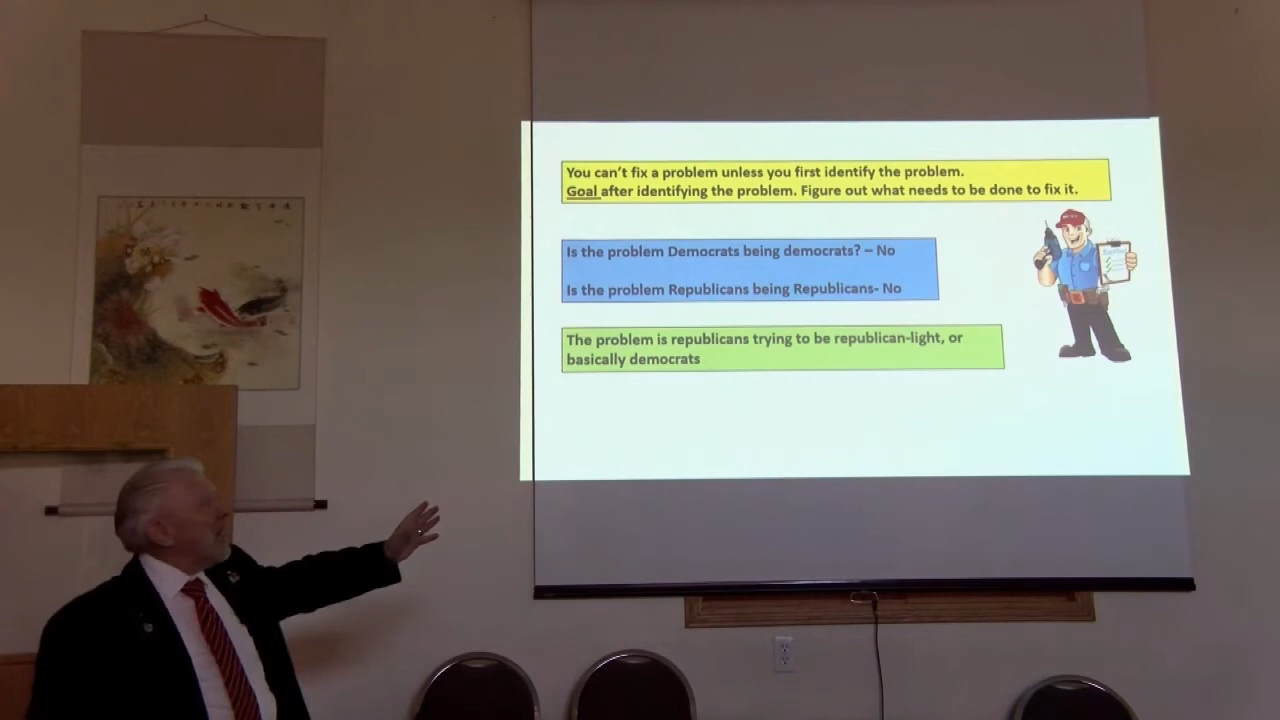 You can't fix a problem unless you first identify the problem.
Goal after identifying the problem. Figure out what needs to be done to fix it.
Is the problem Democrats being democrats? – No
Is the problem Republicans being Republicans- No
The problem is republicans trying to be republican-light, or
basically democrats